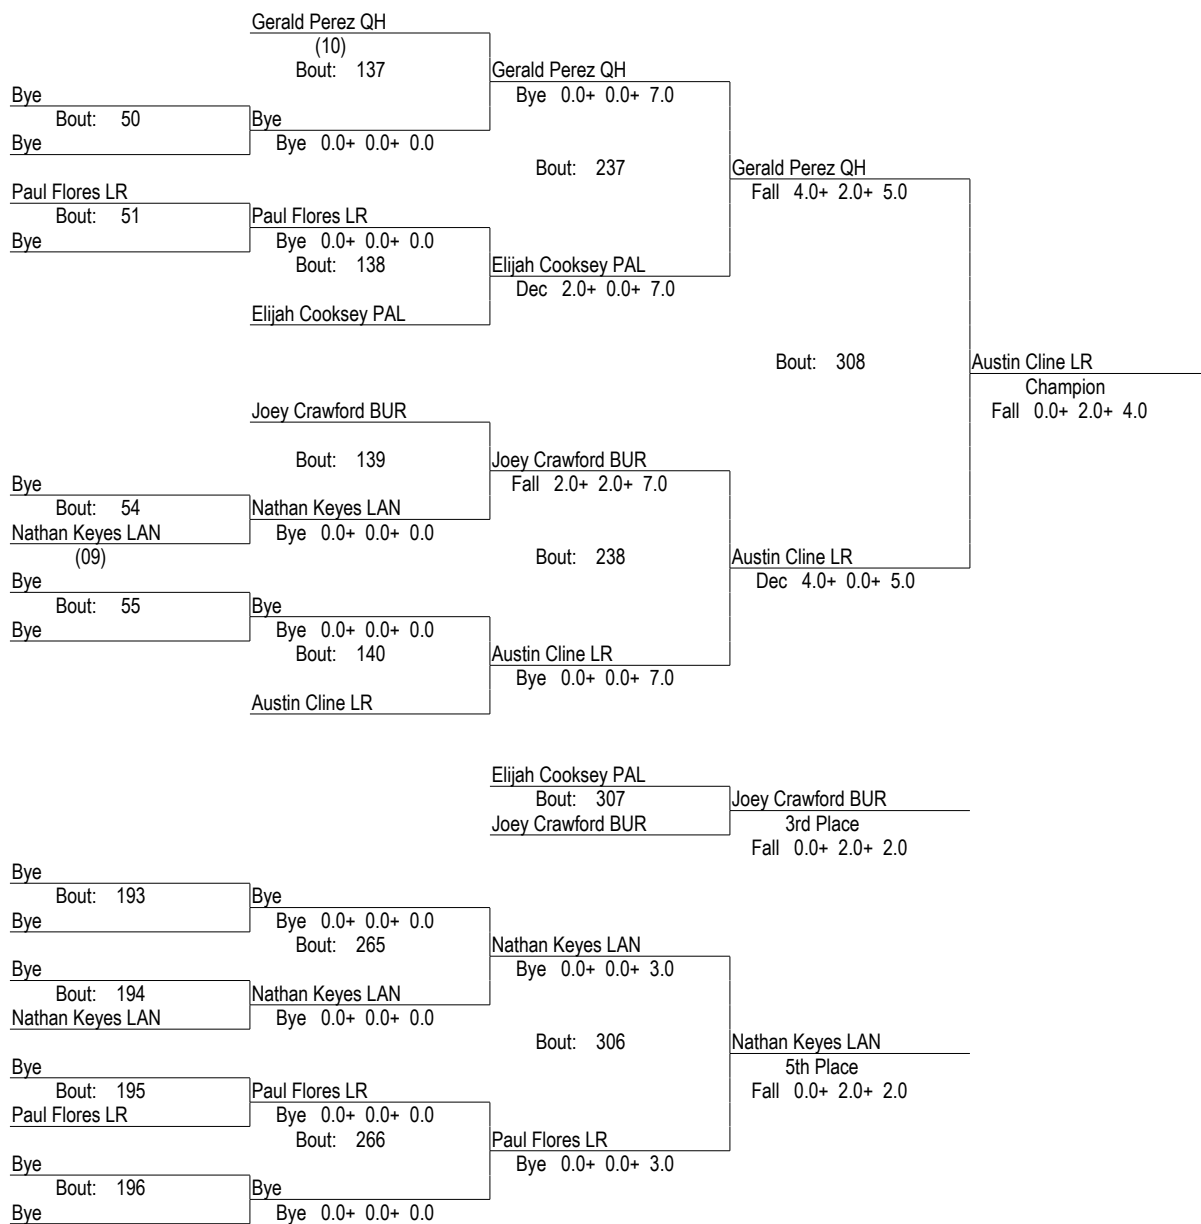 Gerald Perez QH
(10)
Bout: 137
Gerald Perez QH
Bye
Bye 0.0+ 0.0+ 7.0
Bout: 50
Bye
Bye
Bye 0.0+ 0.0+ 0.0
Bout: 237
Gerald Perez QH
Paul Flores LR
Fall 4.0+ 2.0+ 5.0
Bout: 51
Paul Flores LR
Bye
Bye 0.0+ 0.0+ 0.0
Bout: 138
Elijah Cooksey PAL
Dec 2.0+ 0.0+ 7.0
Elijah Cooksey PAL
Bout: 308
Austin Cline LR
Champion
Joey Crawford BUR
Fall 0.0+ 2.0+ 4.0
Bout: 139
Joey Crawford BUR
Bye
Fall 2.0+ 2.0+ 7.0
Bout: 54
Nathan Keyes LAN
Nathan Keyes LAN
Bye 0.0+ 0.0+ 0.0
(09)
Bout: 238
Austin Cline LR
Bye
Dec 4.0+ 0.0+ 5.0
Bout: 55
Bye
Bye
Bye 0.0+ 0.0+ 0.0
Bout: 140
Austin Cline LR
Bye 0.0+ 0.0+ 7.0
Austin Cline LR
Elijah Cooksey PAL
Bout: 307
Joey Crawford BUR
Joey Crawford BUR
3rd Place
Fall 0.0+ 2.0+ 2.0
Bye
Bout: 193
Bye
Bye
Bye 0.0+ 0.0+ 0.0
Bout: 265
Nathan Keyes LAN
Bye
Bye 0.0+ 0.0+ 3.0
Bout: 194
Nathan Keyes LAN
Nathan Keyes LAN
Bye 0.0+ 0.0+ 0.0
Bout: 306
Nathan Keyes LAN
Bye
5th Place
Bout: 195
Paul Flores LR
Fall 0.0+ 2.0+ 2.0
Paul Flores LR
Bye 0.0+ 0.0+ 0.0
Bout: 266
Paul Flores LR
Bye
Bye 0.0+ 0.0+ 3.0
Bout: 196
Bye
Bye
Bye 0.0+ 0.0+ 0.0